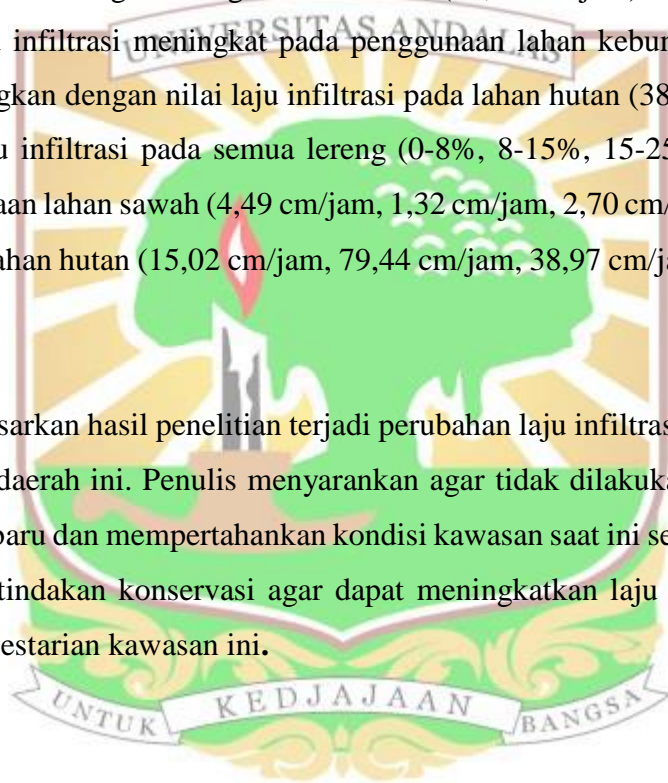 UNIVERSITAS ANDALAS
infiltrasi meningkat pada penggunaan lahan kebun
dengan nilai laju infiltrasi pada lahan hutan (38
infiltrasi pada semua lereng (0-8%, 8-15%, 15-25
lahan sawah (4,49 cm/jam, 1,32 cm/jam, 2,70 cm/
hutan (15,02 cm/jam, 79,44 cm/jam, 38,97 cm/ja
sarkan hasil penelitian terjadi perubahan laju infiltras
daerah ini. Penulis menyarankan agar tidak dilakuka
baru dan mempertahankan kondisi kawasan saat ini se
tindakan konservasi agar dapat meningkatkan laju
estarian kawasan ini.
UNTUK KEDJAJAAN BANGSA